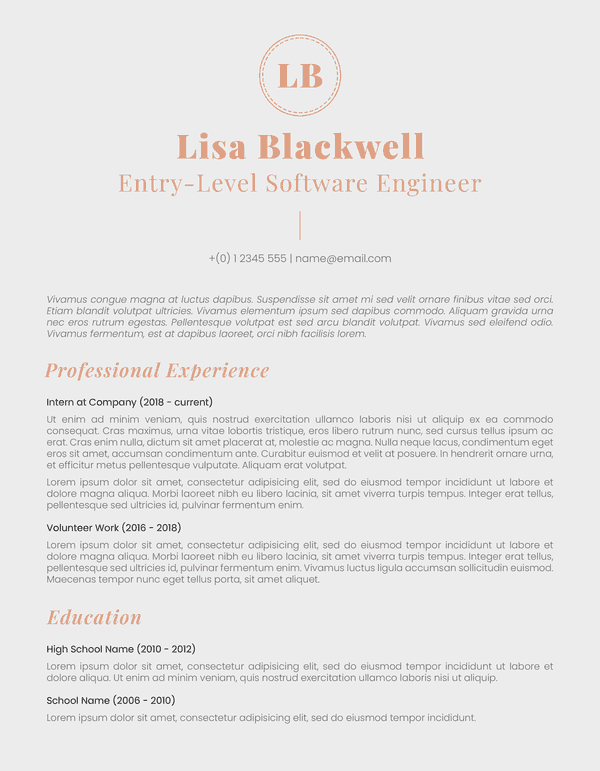 LB
Lisa Blackwell
Entry-Level Software Engineer
+(0) 1 2345 555 | name@email.com
Vivamus congue magna at luctus dapibus. Suspendisse sit amet mi sed velit ornare finibus vitae sed orci.
Etiam blandit volutpat ultricies. Vivamus elementum ipsum sed dapibus commodo. Aliquam gravida urna
nec eros rutrum egestas. Pellentesque volutpat est sed arcu blandit volutpat. Vivamus sed eleifend odio.
Vivamus fermentum, est at dapibus laoreet, orci nibh facilisis lorem.
Professional Experience
Intern at Company (2018 - current)
Ut enim ad minim veniam, quis nostrud exercitation ullamco laboris nisi ut aliquip ex ea commodo
consequat. Cras maximus, urna vitae lobortis tristique, eros libero rutrum nunc, sed cursus tellus ipsum ac
erat. Cras enim nulla, dictum sit amet placerat at, molestie ac magna. Nulla neque lacus, condimentum eget
eros sit amet, accumsan condimentum ante. Curabitur euismod et velit at posuere. In hendrerit ornare urna,
et efficitur metus pellentesque vulputate. Aliquam erat volutpat.
Lorem ipsum dolor sit amet, consectetur adipisicing elit, sed do eiusmod tempor incididunt ut labore et
dolore magna aliqua. Morbi laoreet nibh eu libero lacinia, sit amet viverra turpis tempus. Integer erat tellus,
pellentesque sed ultricies id, pulvinar fermentum enim.
Volunteer Work (2016 - 2018)
Lorem ipsum dolor sit amet, consectetur adipisicing elit, sed do eiusmod tempor incididunt ut labore et
dolore magna aliqua. Morbi laoreet nibh eu libero lacinia, sit amet viverra turpis tempus. Integer erat tellus,
pellentesque sed ultricies id, pulvinar fermentum enim. Vivamus luctus ligula accumsan sollicitudin euismod.
Maecenas tempor nunc eget tellus porta, sit amet aliquet.
Education
High School Name (2010 - 2012)
Lorem ipsum dolor sit amet, consectetur adipisicing elit, sed do eiusmod tempor incididunt ut labore et
dolore aliqua. Ut enim ad minim veniam, quis nostrud exercitation ullamco laboris nisi ut aliquip.
School Name (2006 - 2010)
Lorem ipsum dolor sit amet, consectetur adipisicing elit, sed do eiusmod tempor incididunt.